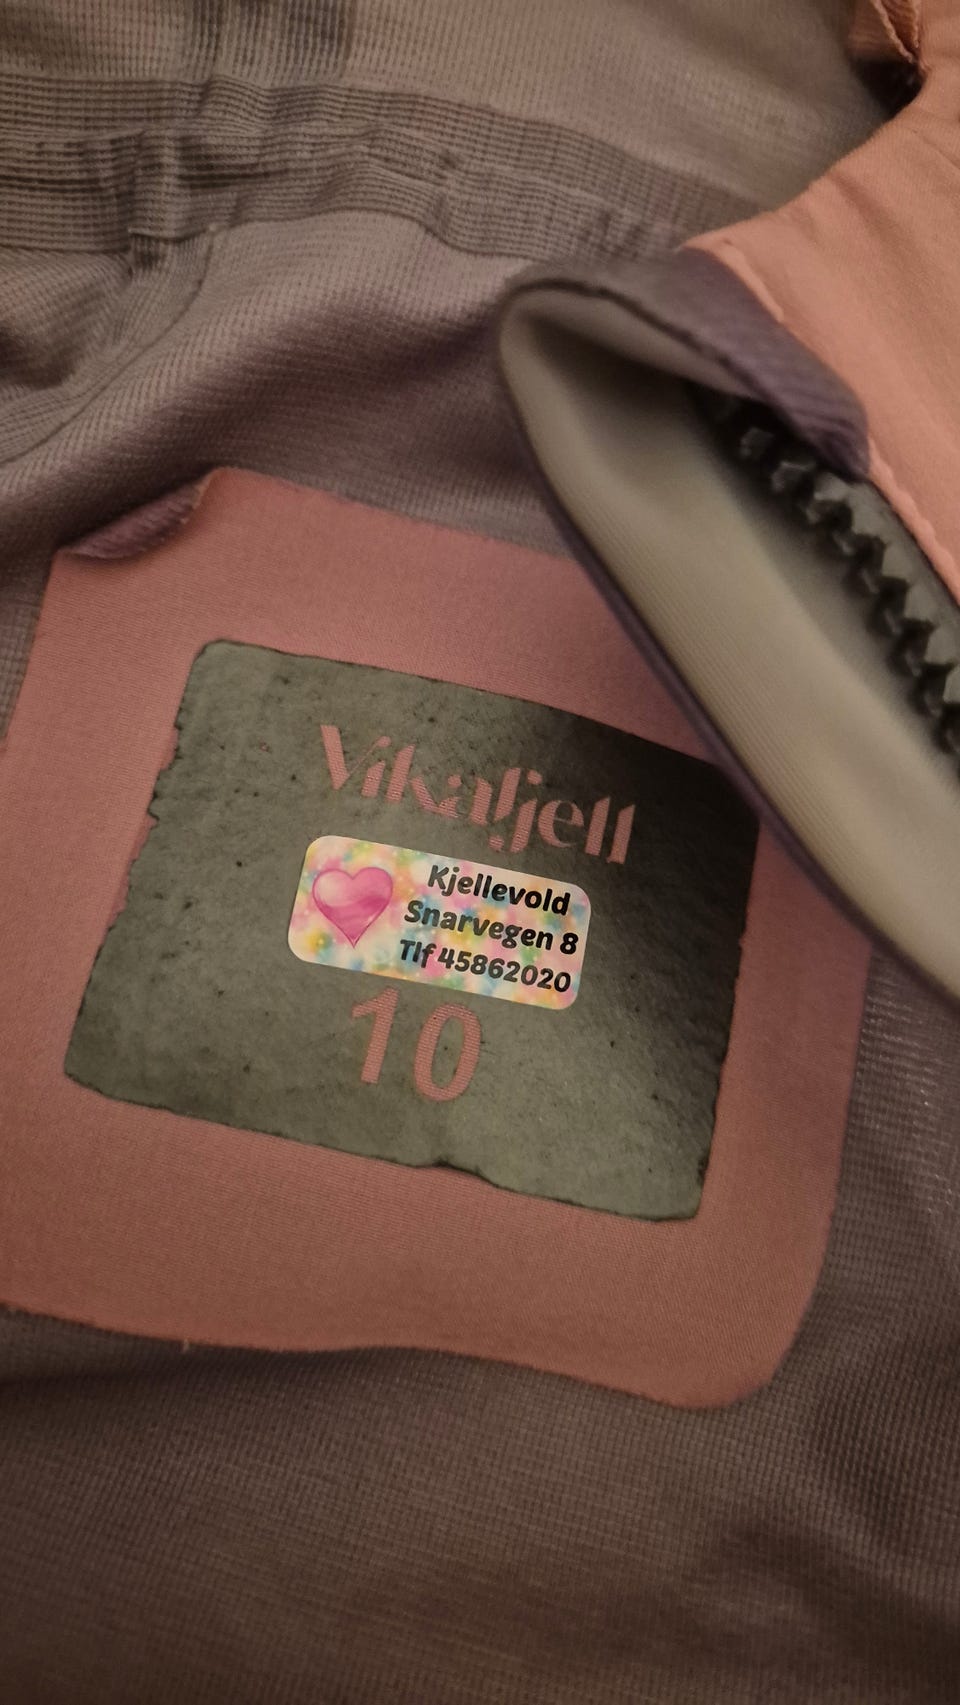 Vikafjell
Kjellevold
Snarvegen 8
Tlf 45862020
10